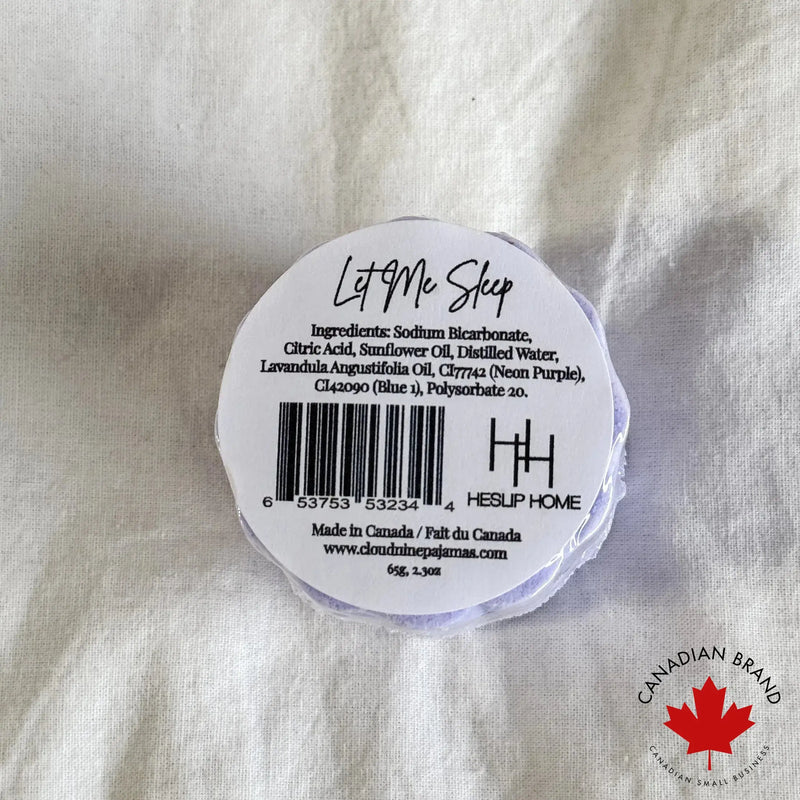 Let Me Sleep
Ingredients: Sodium Bicarbonate,
Citric Acid, Sunflower Oil, Distilled Water,
Lavandula Angustifolia Oil, CI77742 (Neon Purple),
CI42090 (Blue 1), Polysorbate 20.
6 53753 53234 4
HH
HESLIP HOME
Made in Canada / Fait du Canada
www.cloudninepajamas.com
65g, 2.3oz
CANADIAN BRAND
CANADIAN SMALL BUSINESS